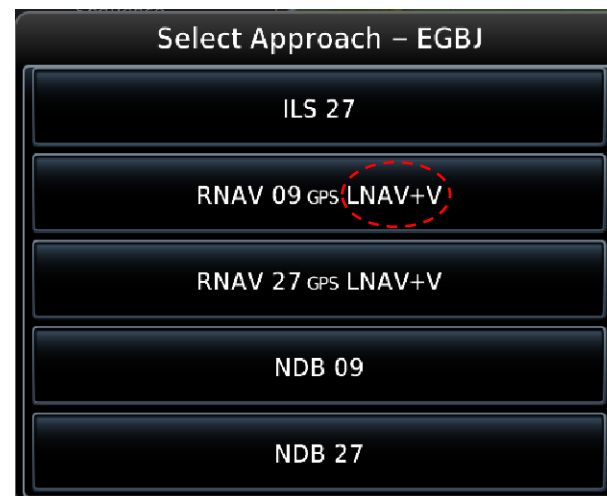 Select Approach – EGBJ
ILS 27
RNAV 09 GPS LNAV+V
RNAV 27 GPS LNAV+V
NDB 09
NDB 27